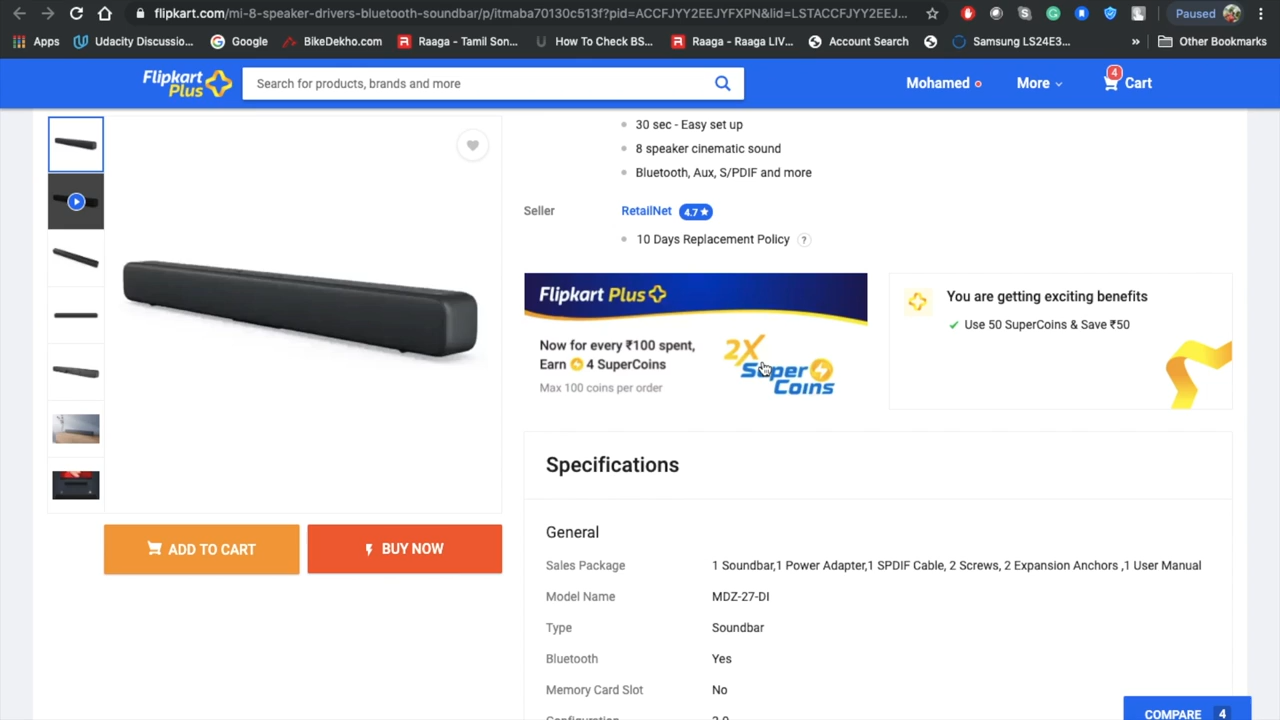 flipkart.com/mi-8-speaker-drivers-bluetooth-soundbar/p/itmaba70130c513f?pid=ACCFJYY2EEJYFXPN&lid=LSTACCFJYY2EEJ...
Paused
Apps
Udacity Discussio...
Google
BikeDekho.com
Raaga - Tamil Son...
How To Check BS...
Raaga - Raaga LIV...
Account Search
Samsung LS24E3...
»
Other Bookmarks
Flipkart
Plus
Search for products, brands and more
Mohamed
More
4
Cart
30 sec - Easy set up
8 speaker cinematic sound
Bluetooth, Aux, S/PDIF and more
Seller
RetailNet 4.7★
10 Days Replacement Policy ?
Flipkart Plus
Now for every ₹100 spent,
Earn 4 SuperCoins
Max 100 coins per order
2X
Super
Coins
You are getting exciting benefits
Use 50 SuperCoins & Save ₹50
ADD TO CART
BUY NOW
Specifications
General
Sales Package 1 Soundbar,1 Power Adapter,1 SPDIF Cable, 2 Screws, 2 Expansion Anchors ,1 User Manual
Model Name MDZ-27-DI
Type Soundbar
Bluetooth Yes
Memory Card Slot No
COMPARE 4